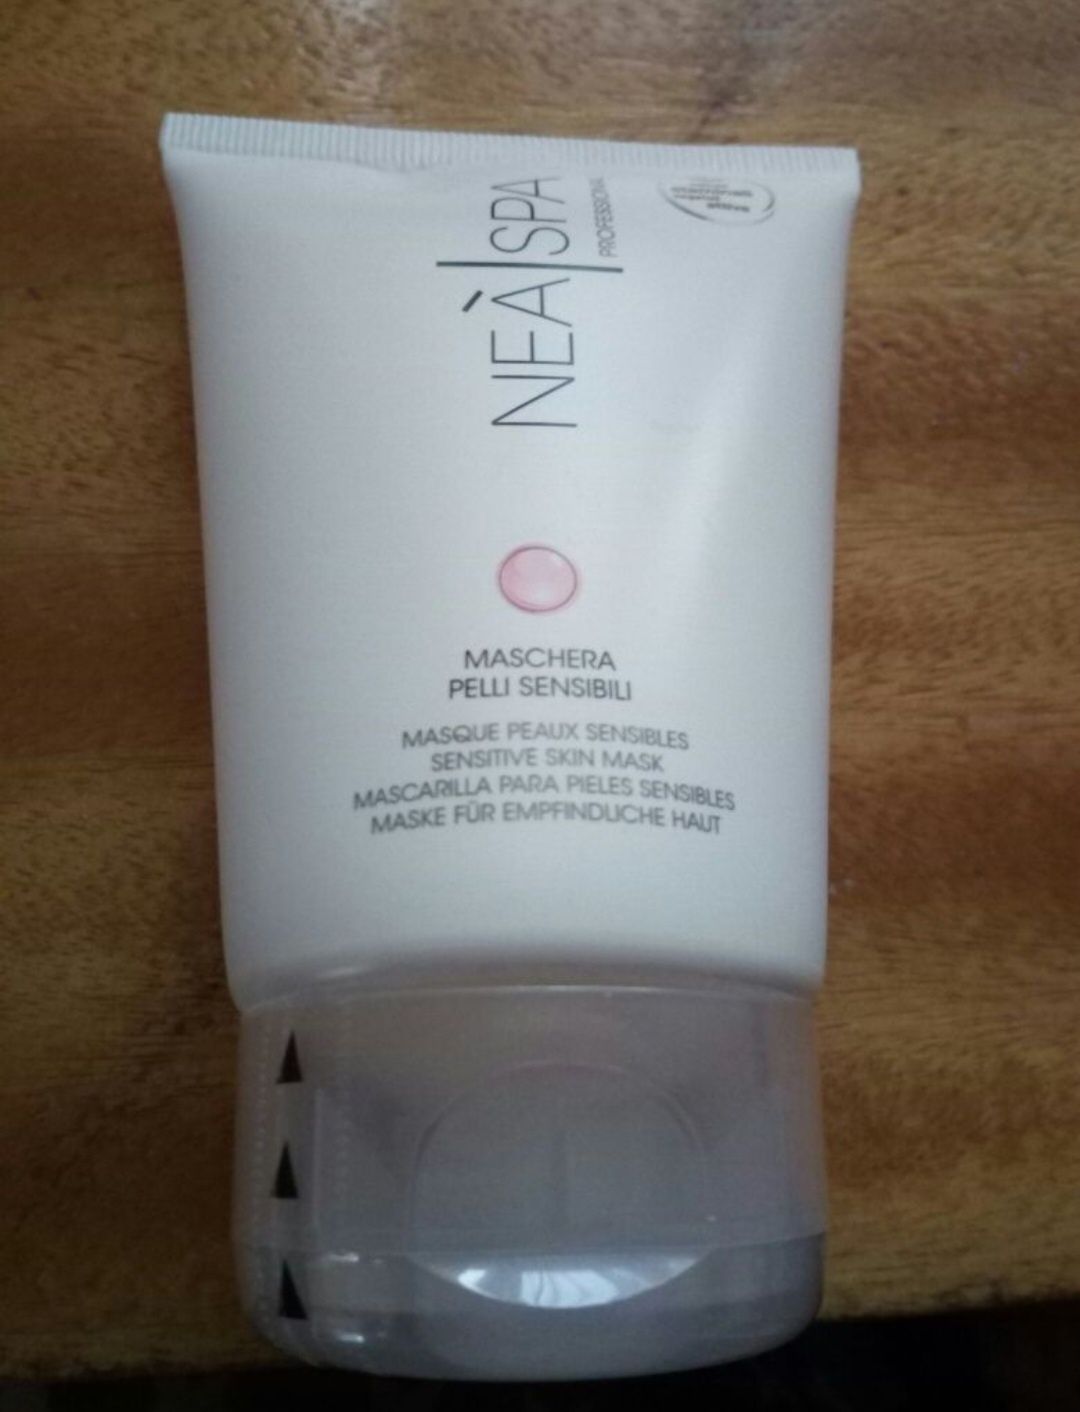 NEÁ SPA
PROFESSIONAL
MASCHERA
PELLI SENSIBILI
MASQUE PEAUX SENSIBLES
SENSITIVE SKIN MASK
MASCARILLA PARA PIELES SENSIBLES
MASKE FÜR EMPFINDLICHE HAUT